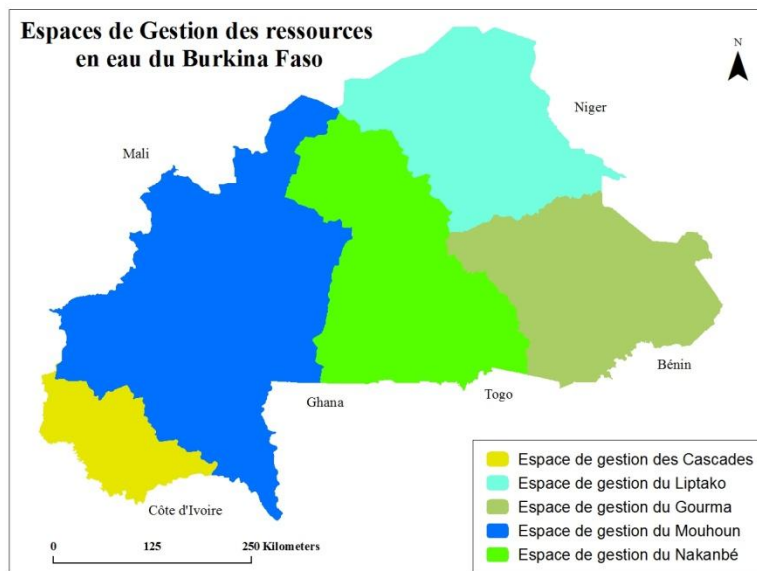 Espaces de Gestion des ressources
en eau du Burkina Faso
N
Niger
Mali
Bénin
Ghana
Togo
Côte d'Ivoire
Espace de gestion des Cascades
Espace de gestion du Liptako
Espace de gestion du Gourma
Espace de gestion du Mouhoun
Espace de gestion du Nakanbé
0 125 250 Kilometers